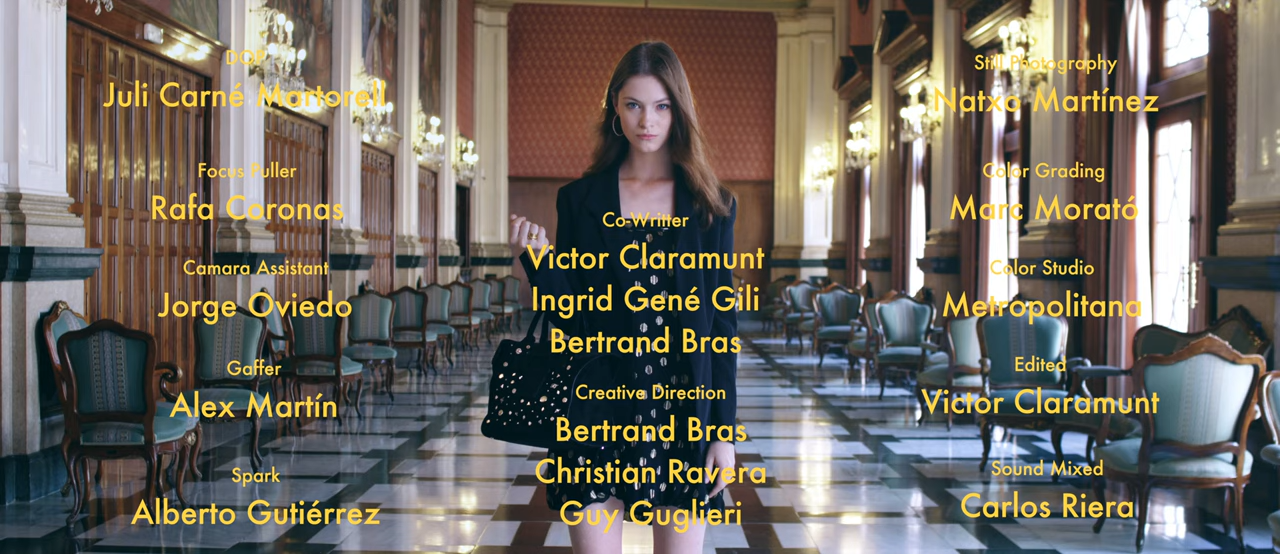 DOP
Juli Carné Martorell
Focus Puller
Rafa Coronas
Camara Assistant
Jorge Oviedo
Gaffer
Alex Martín
Spark
Alberto Gutiérrez
Co-Writter
Victor Claramunt
Ingrid Gené Gili
Bertrand Bras
Creative Direction
Bertrand Bras
Christian Ravera
Guy Guglieri
Still Photography
Natxo Martínez
Color Grading
Marc Morató
Color Studio
Metropolitana
Edited
Victor Claramunt
Sound Mixed
Carlos Riera